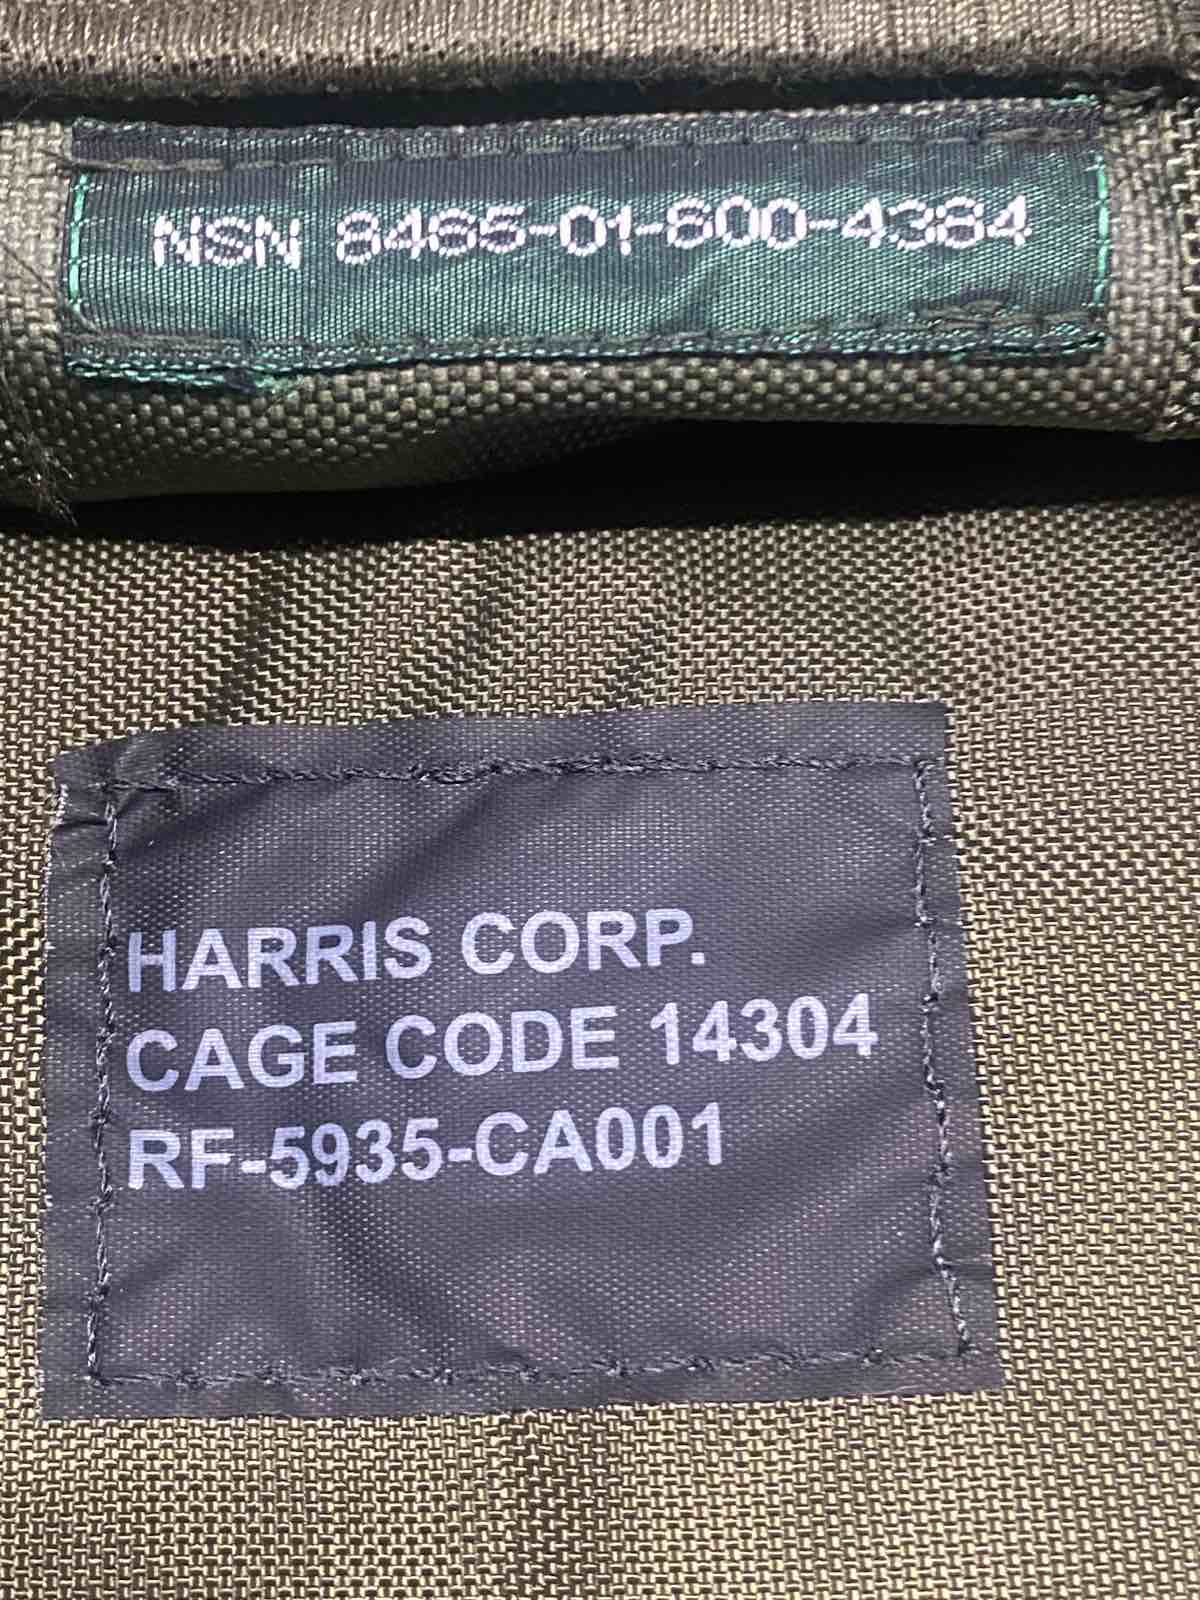 NSN 8465-01-600-4384
HARRIS CORP.
CAGE CODE 14304
RF-5935-CA001